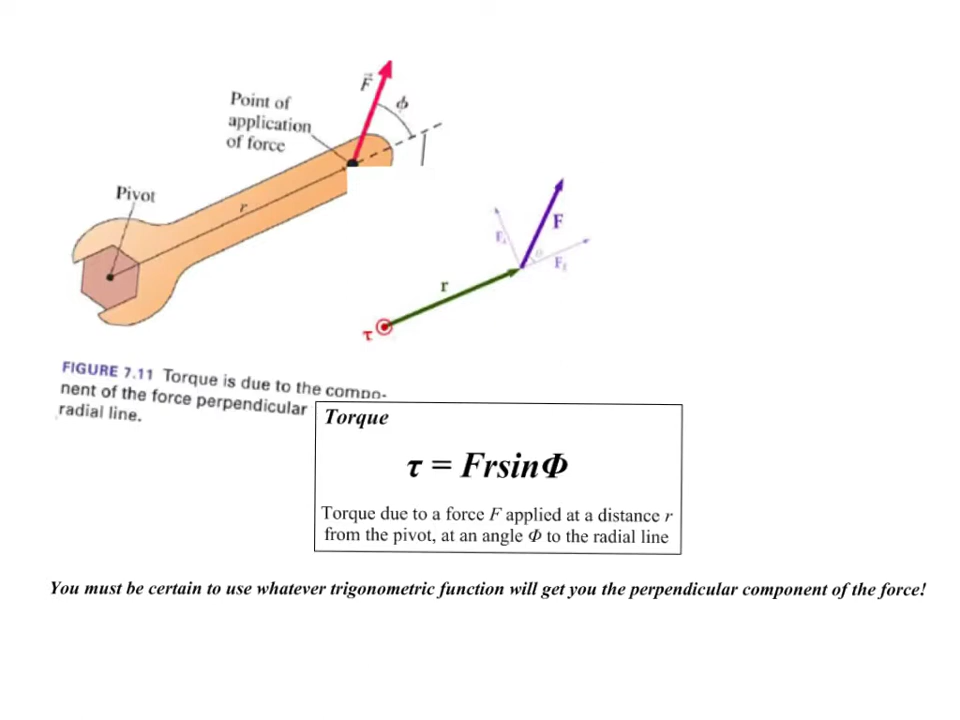 F
ϕ
Point of
application
of force
Pivot
r
F
F⊥
θ
r
τ
FIGURE 7.11 Torque is due to the compo-
nent of the force perpendicular
radial line.
Torque
τ = FrsinΦ
Torque due to a force F applied at a distance r
from the pivot, at an angle Φ to the radial line
You must be certain to use whatever trigonometric function will get you the perpendicular component of the force!